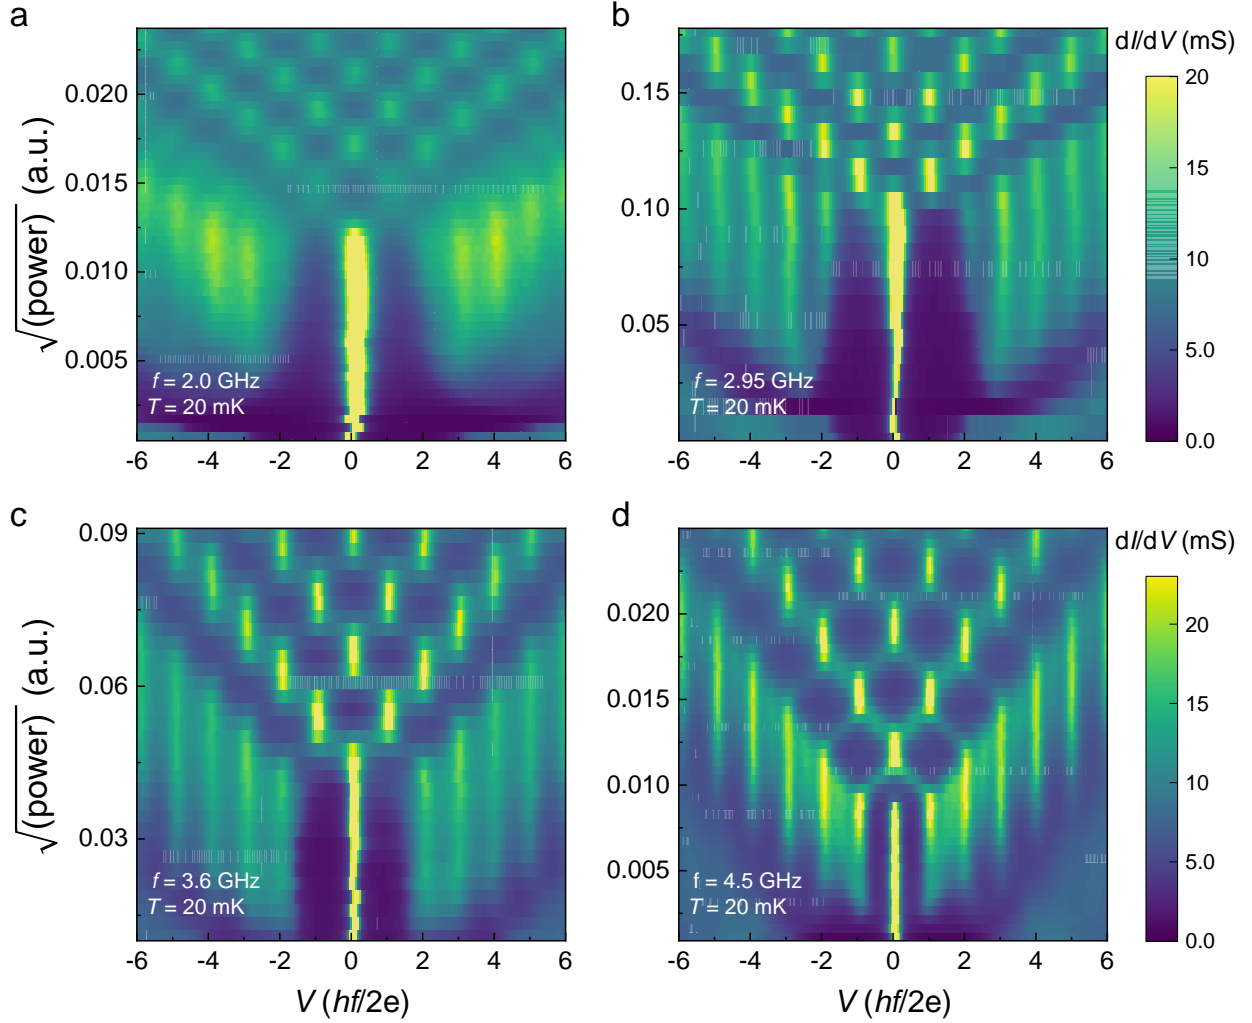 a
b
dI/dV (mS)
√(power) (a.u.)
0.020
0.015
0.010
0.005
f = 2.0 GHz
T = 20 mK
-6 -4 -2 0 2 4 6
0.15
0.10
0.05
f = 2.95 GHz
T = 20 mK
-6 -4 -2 0 2 4 6
20
15
10
5.0
0.0
c
d
dI/dV (mS)
√(power) (a.u.)
0.09
0.06
0.03
f = 3.6 GHz
T = 20 mK
-6 -4 -2 0 2 4 6
V (hf/2e)
0.020
0.015
0.010
0.005
f = 4.5 GHz
T = 20 mK
-6 -4 -2 0 2 4 6
V (hf/2e)
20
15
10
5.0
0.0